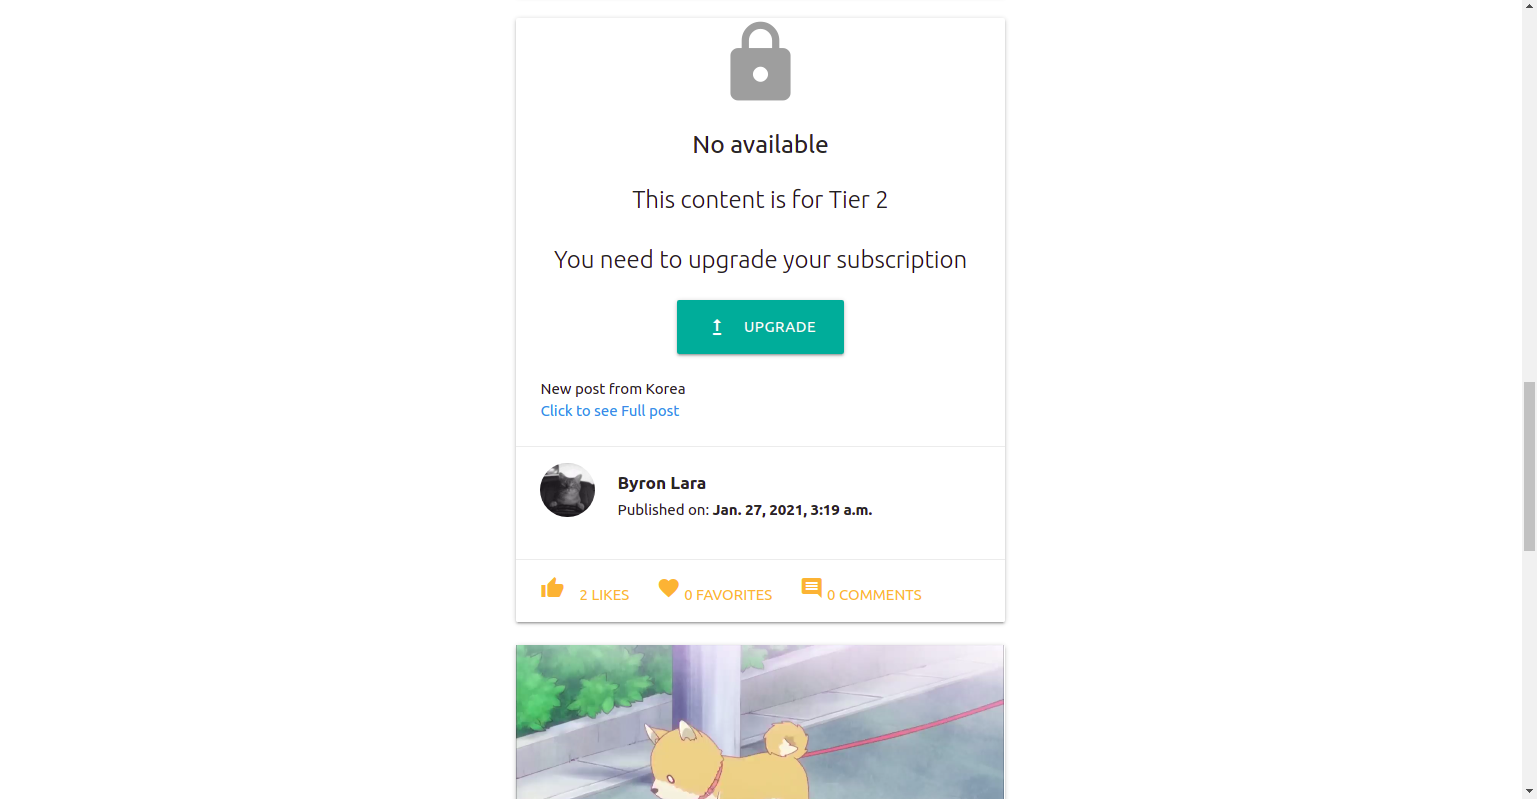 No available
This content is for Tier 2
You need to upgrade your subscription
UPGRADE
New post from Korea
Click to see Full post
Byron Lara
Published on: Jan. 27, 2021, 3:19 a.m.
2 LIKES 0 FAVORITES 0 COMMENTS